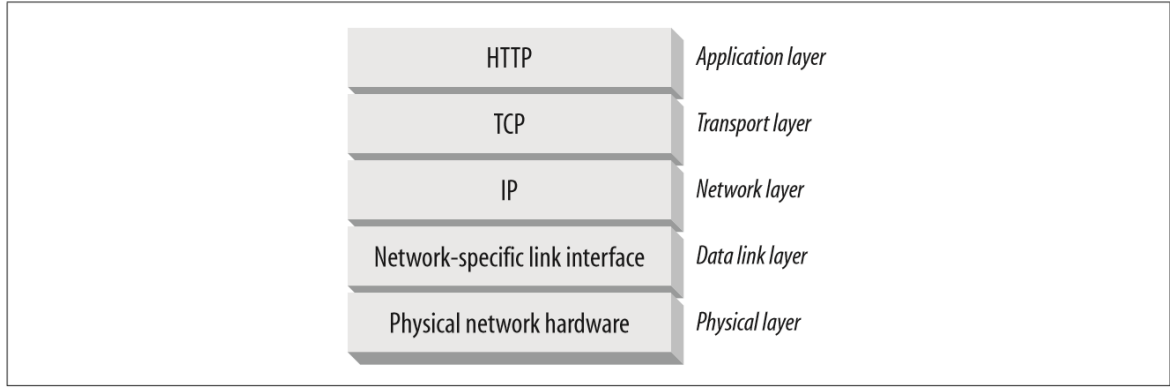 HTTP Application layer
TCP Transport layer
IP Network layer
Network-specific link interface Data link layer
Physical network hardware Physical layer